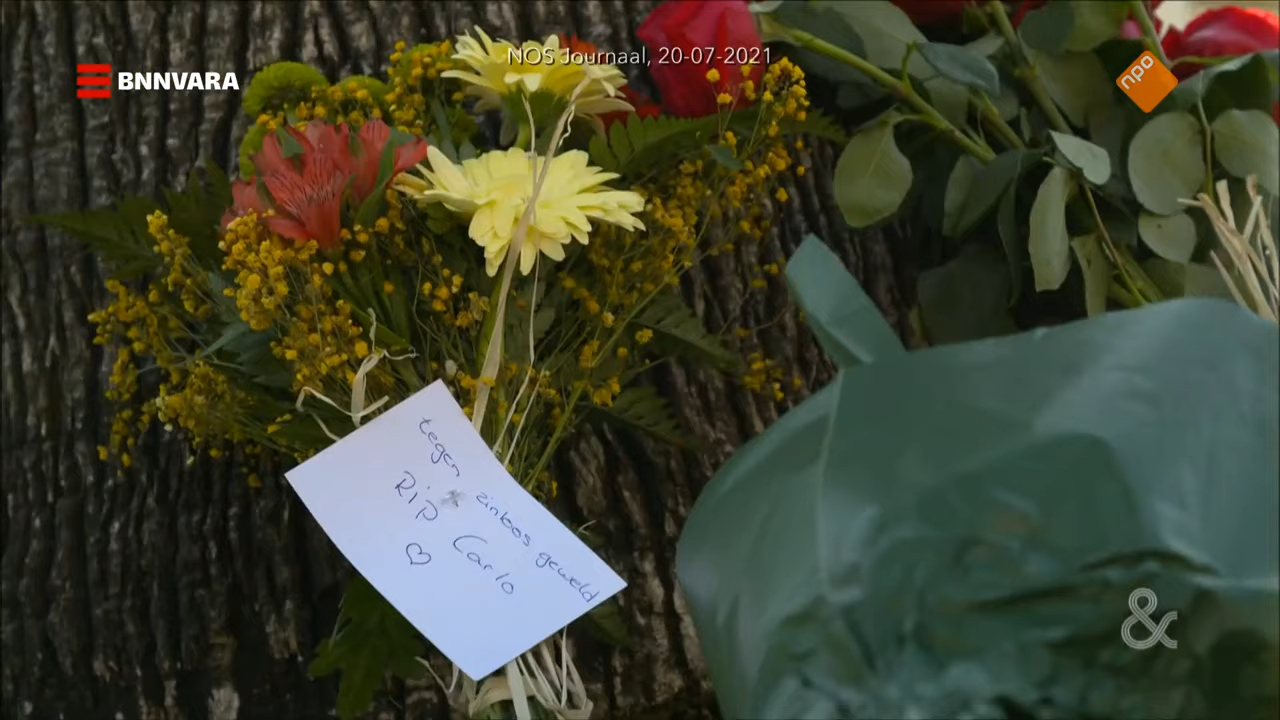 NOS Journaal, 20-07-2021
BNNVARA
npo
tegen zinloos geweld
RIP Carlo
&